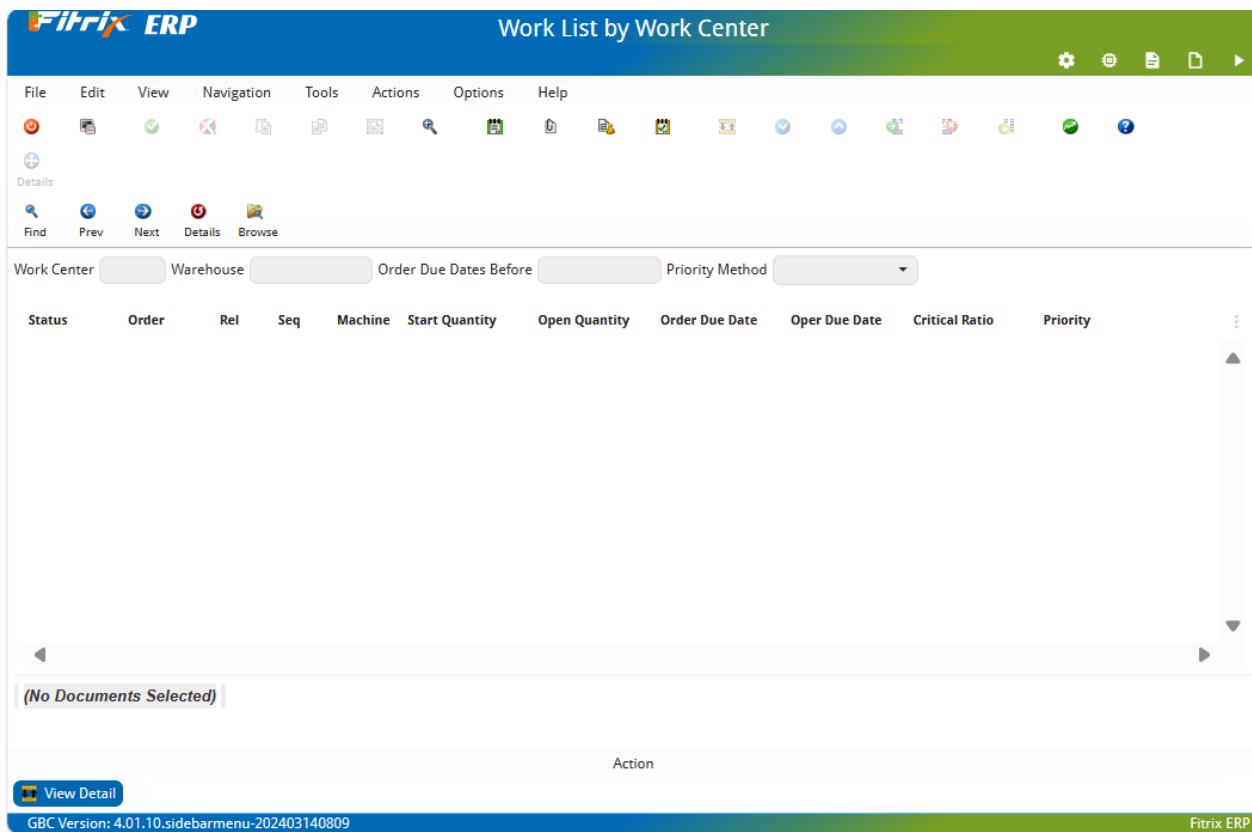 Fitrix ERP
Work List by Work Center
File Edit View Navigation Tools Actions Options Help
Details
Find Prev Next Details Browse
Work Center Warehouse Order Due Dates Before Priority Method
Status Order Rel Seq Machine Start Quantity Open Quantity Order Due Date Oper Due Date Critical Ratio Priority
(No Documents Selected)
Action
View Detail
GBC Version: 4.01.10.sidebarmenu-202403140809 Fitrix ERP